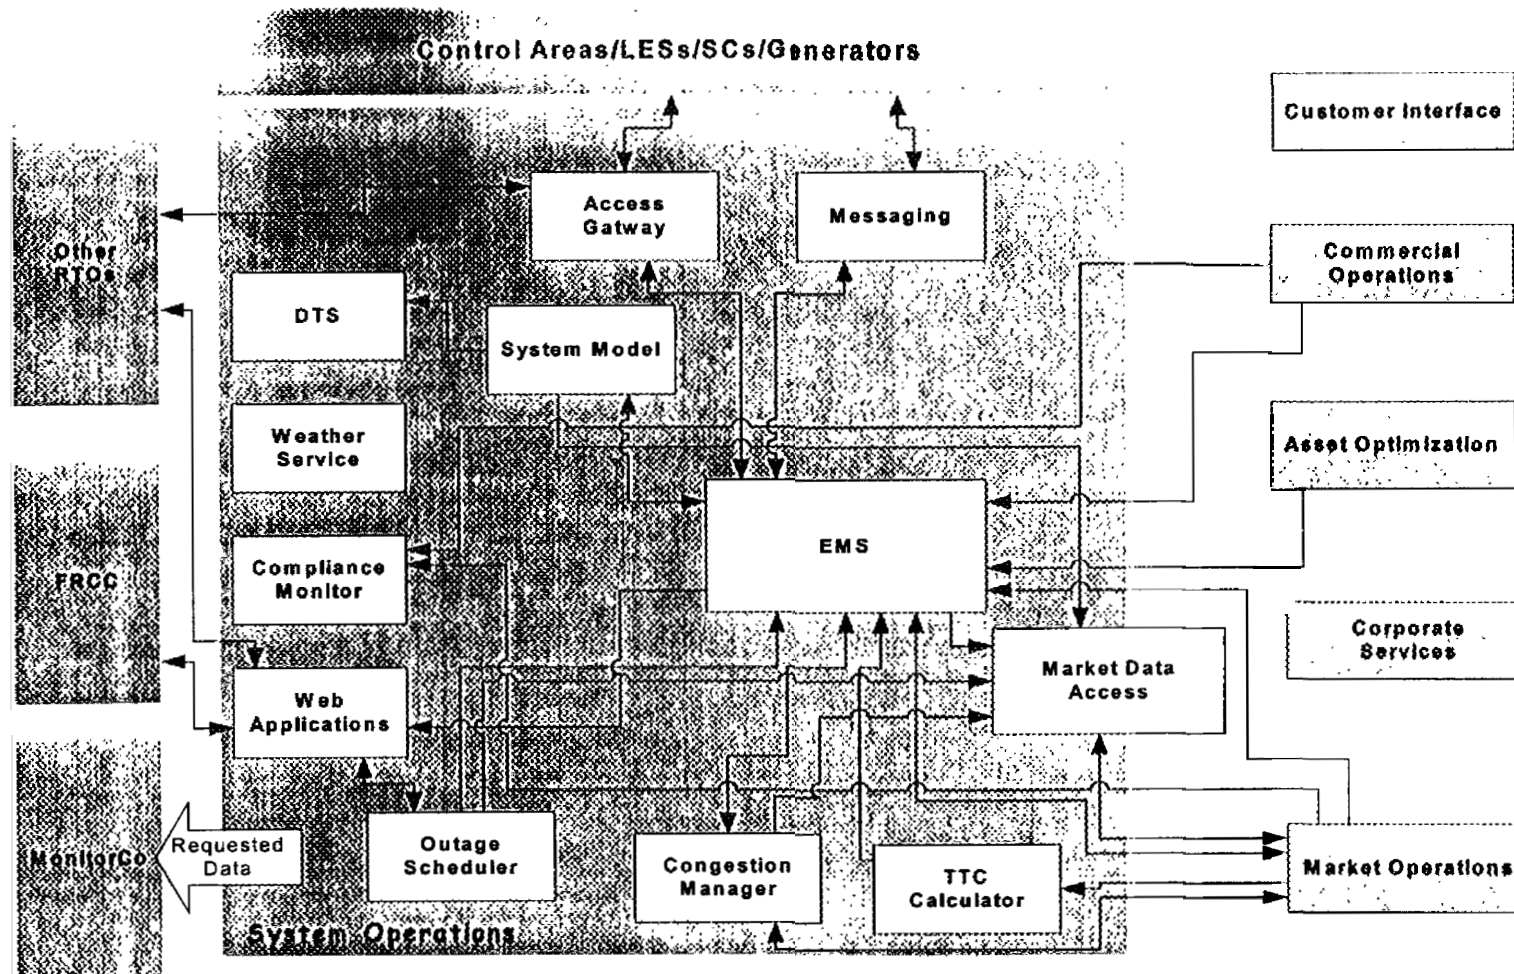 Control Areas/LESs/SCs/Generators
Customer Interface
Access
Gatway
Messaging
Other
RTOs
Commercial
Operations
DTS
System Model
Weather
Service
Asset Optimization
EMS
FRCC
Compliance
Monitor
Corporate
Services
Market Data
Access
Web
Applications
MonitorCo
Requested
Data
Outage
Scheduler
Congestion
Manager
TTC
Calculator
Market Operations
System Operations